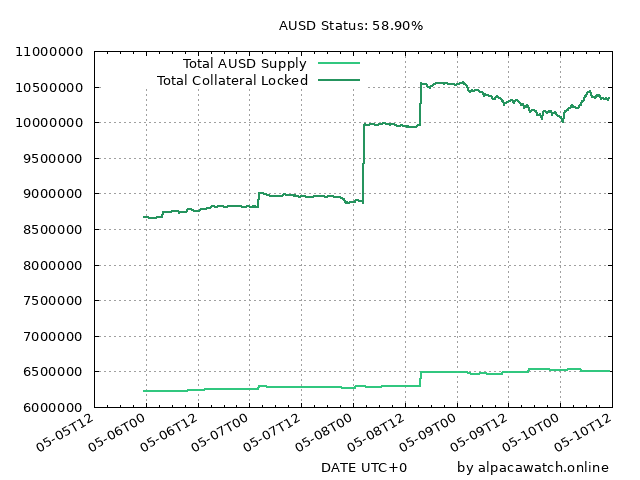 AUSD Status: 58.90%
11000000
10500000
10000000
9500000
9000000
8500000
8000000
7500000
7000000
6500000
6000000
Total AUSD Supply
Total Collateral Locked
05-05T12
05-06T00
05-06T12
05-07T00
05-07T12
05-08T00
05-08T12
05-09T00
05-09T12
05-10T00
05-10T12
DATE UTC+0
by alpacawatch.online